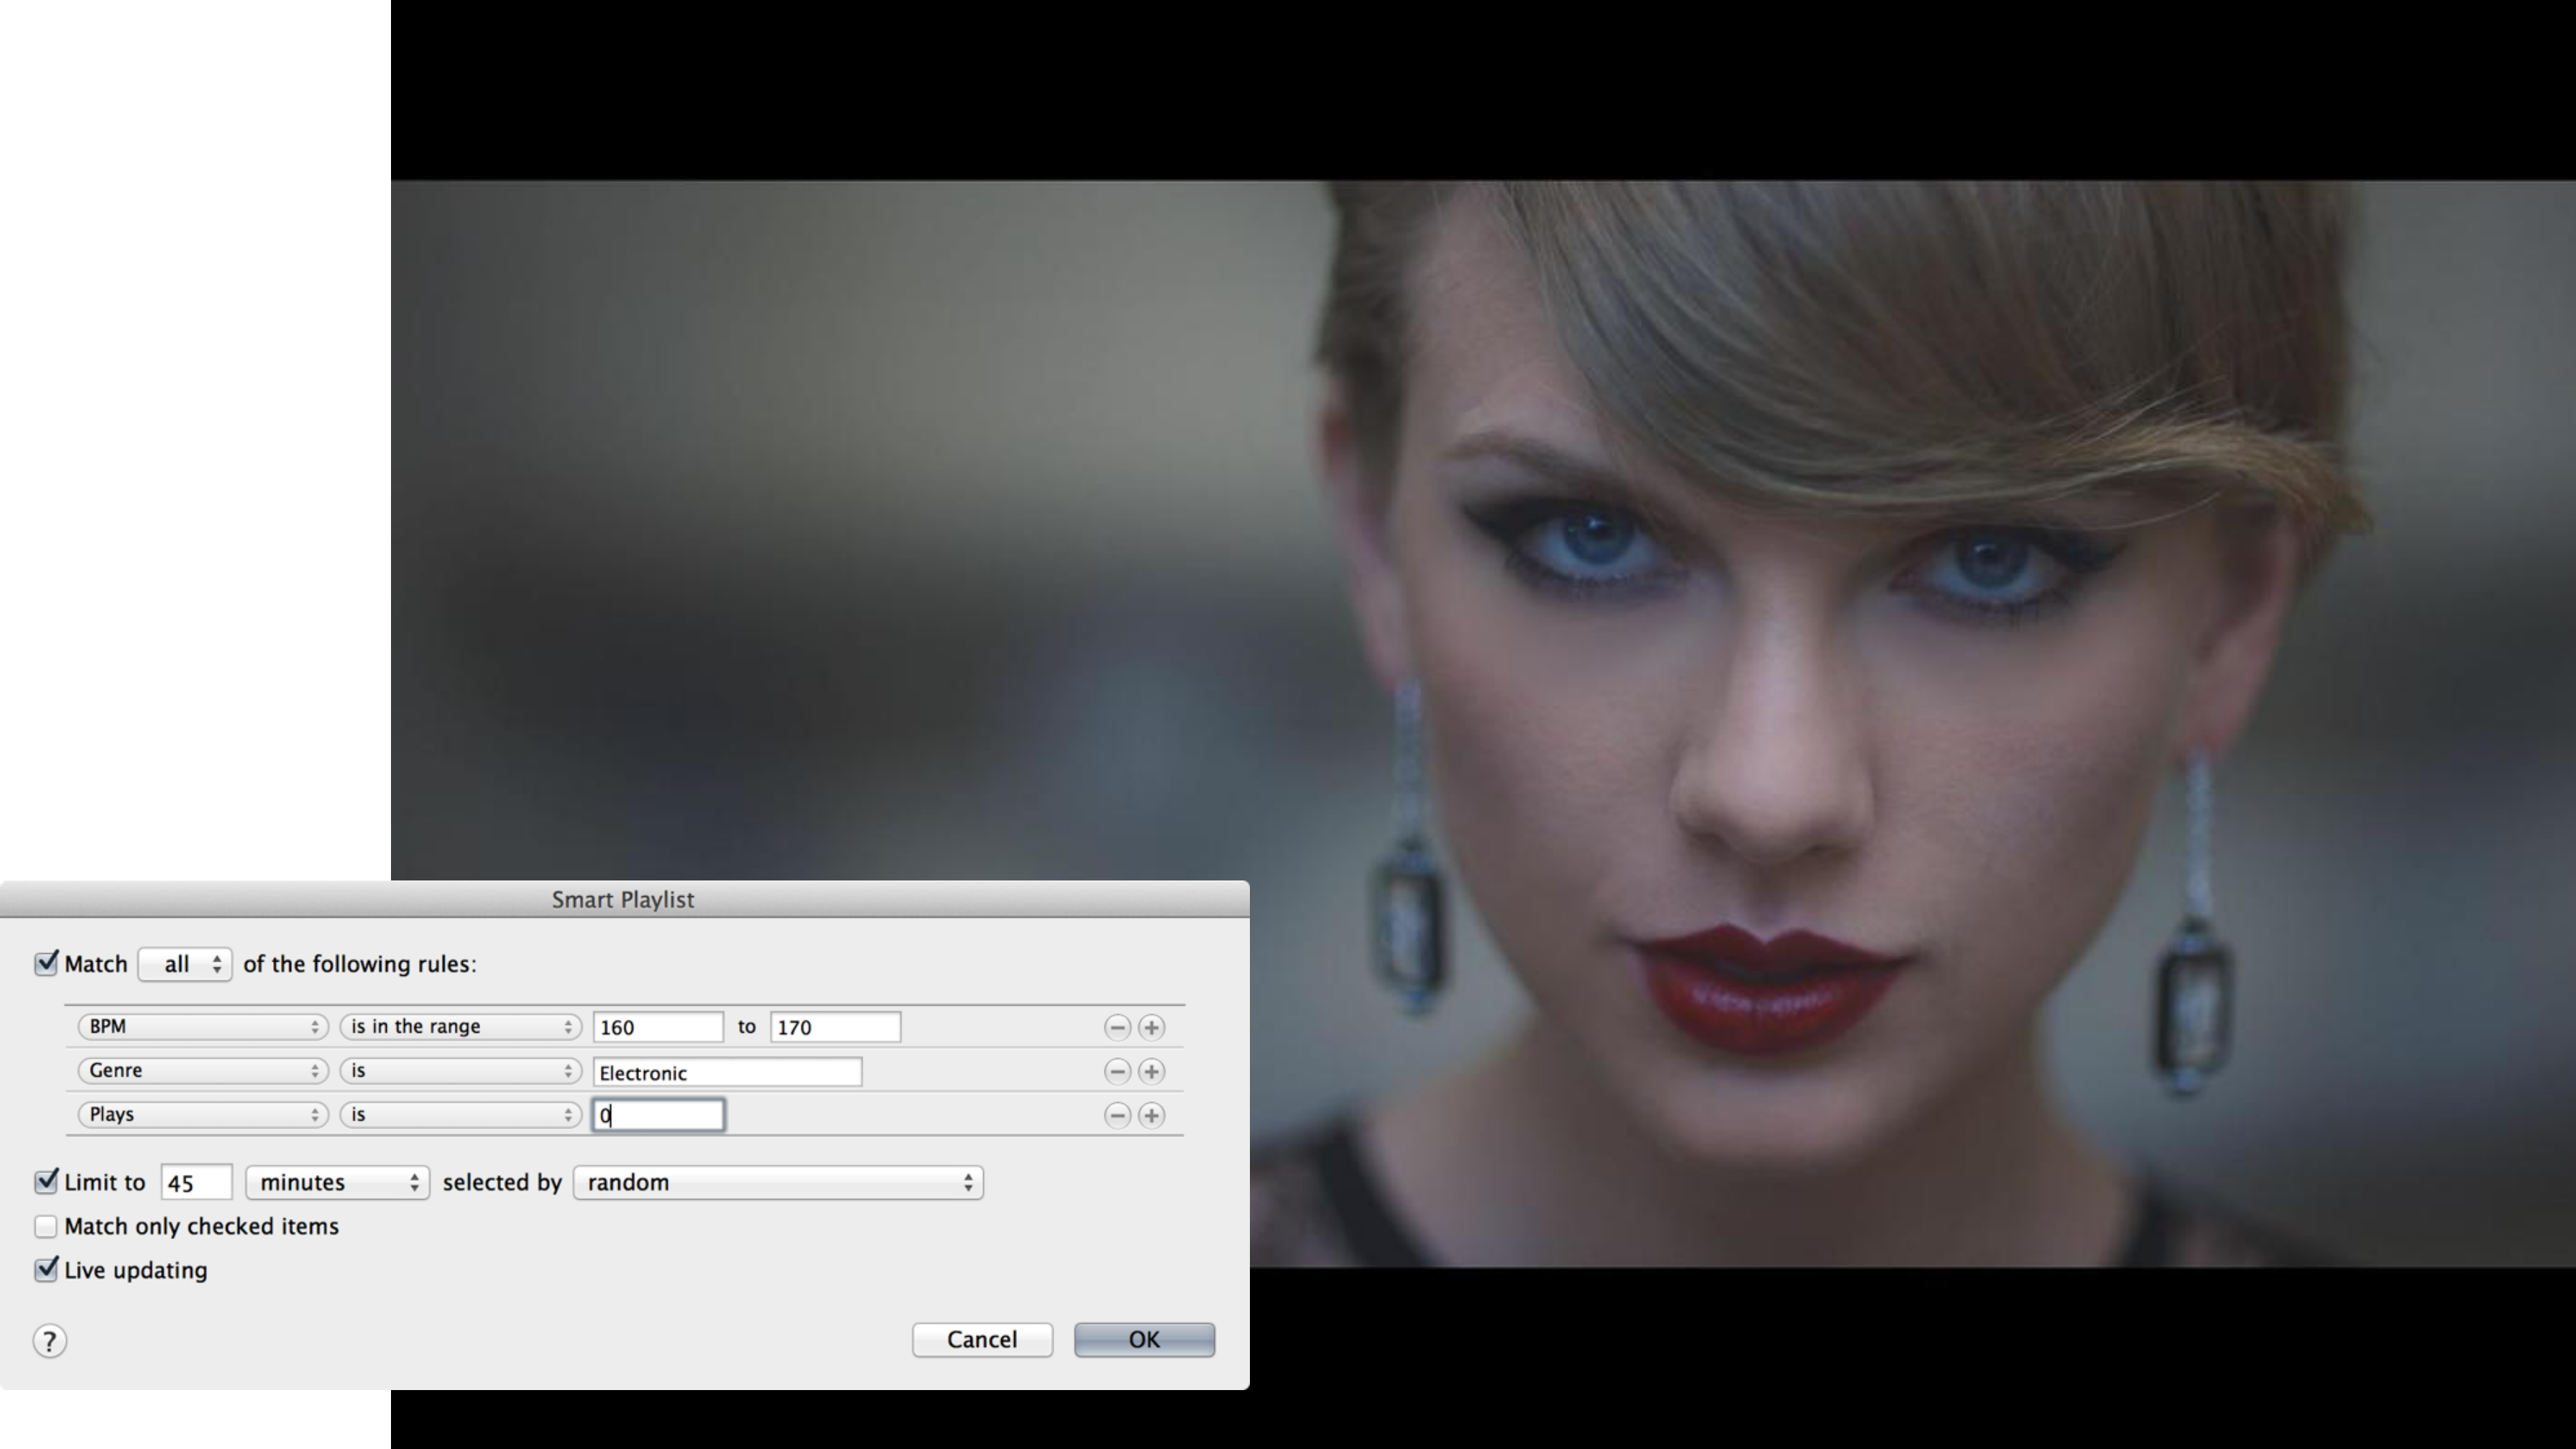 Smart Playlist
Match all of the following rules:
BPM is in the range 160 to 170
Genre is Electronic
Plays is 0
Limit to 45 minutes selected by random
Match only checked items
Live updating
? Cancel OK